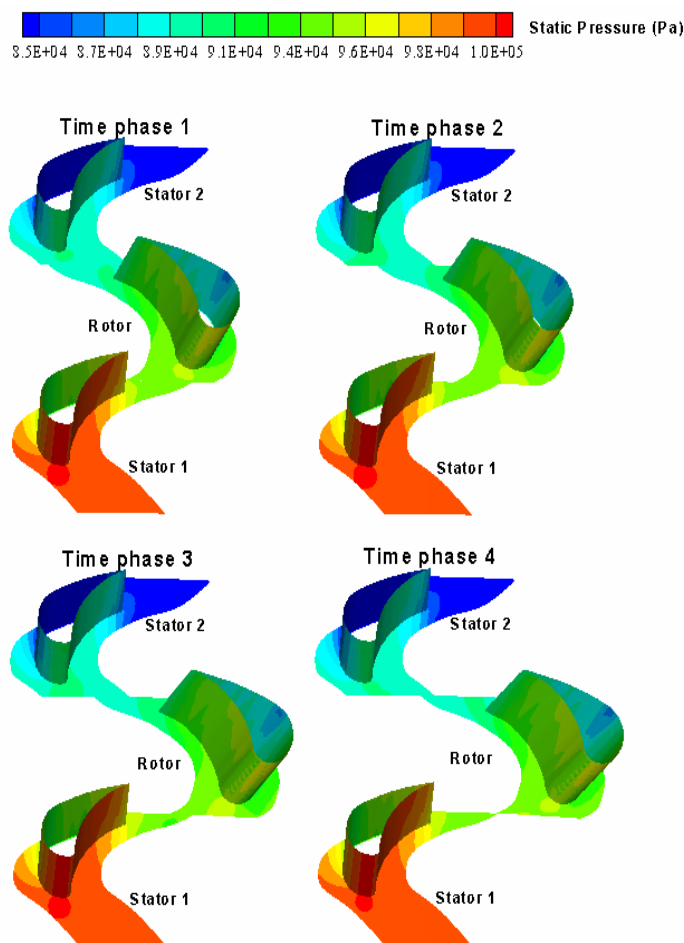 Static Pressure (Pa)
8.5E+04 8.7E+04 8.9E+04 9.1E+04 9.4E+04 9.6E+04 9.8E+04 1.0E+05
Time phase 1
Time phase 2
Stator 2
Stator 2
Rotor
Rotor
Stator 1
Stator 1
Time phase 3
Time phase 4
Stator 2
Stator 2
Rotor
Rotor
Stator 1
Stator 1